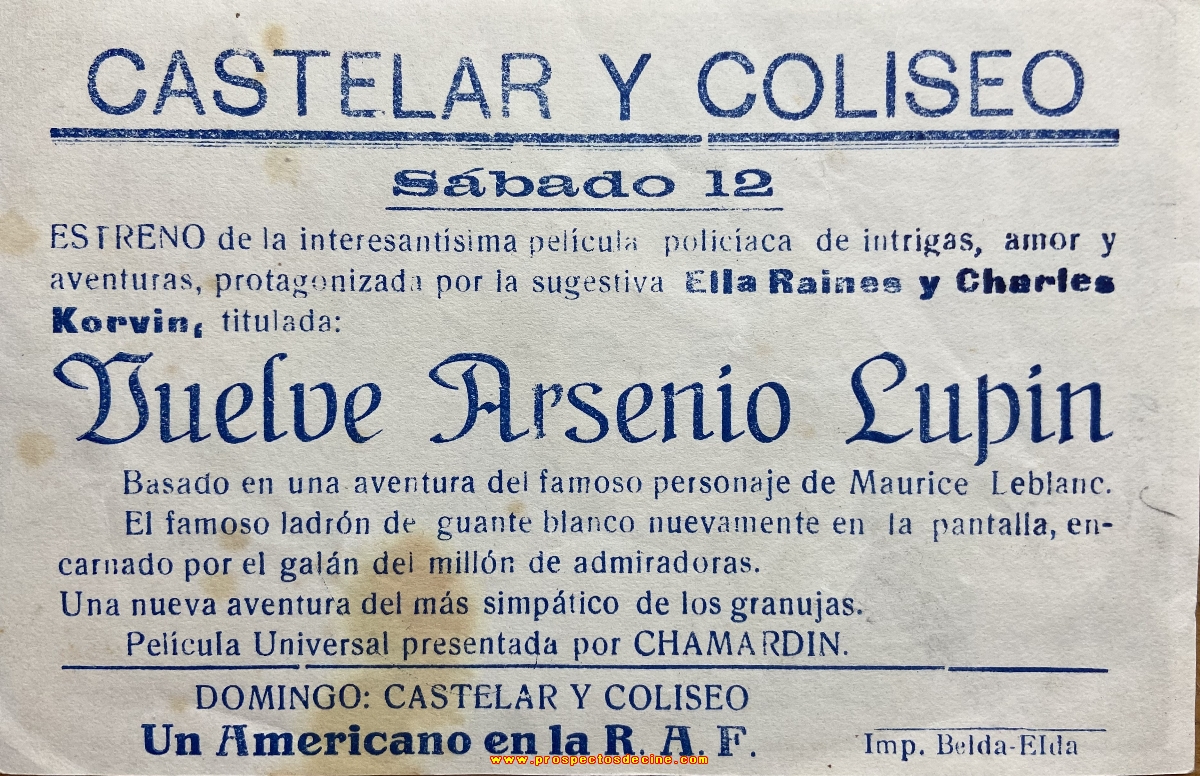 CASTELAR Y COLISEO
Sábado 12
ESTRENO de la interesantísima película policíaca de intrigas, amor y
aventuras, protagonizada por la sugestiva Ella Raines y Charles
Korvin, titulada:
Vuelve Arsenio Lupin
Basado en una aventura del famoso personaje de Maurice Leblanc.
El famoso ladrón de guante blanco nuevamente en la pantalla, en-
carnado por el galán del millón de admiradoras.
Una nueva aventura del más simpático de los granujas.
Película Universal presentada por CHAMARDIN.
DOMINGO: CASTELAR Y COLISEO
Un Americano en la R. A. F.
Imp. Belda-Elda
www.prospectosdecine.com